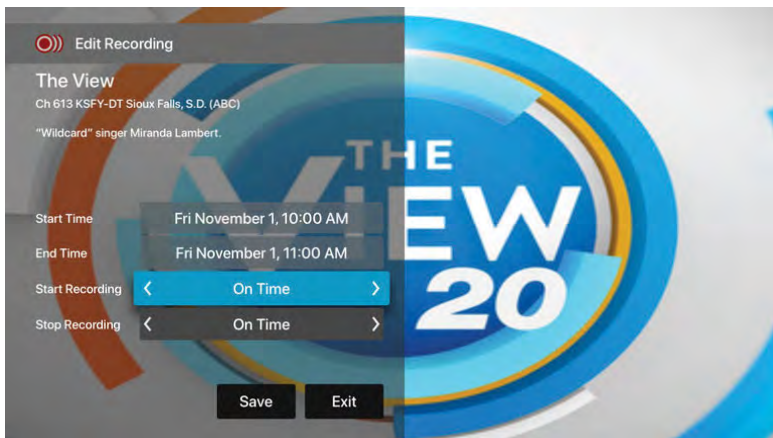 Edit Recording
The View
Ch 613 KSFY-DT Sioux Falls, S.D. (ABC)
"Wildcard" singer Miranda Lambert.
THE
VIEW
20
Start Time Fri November 1, 10:00 AM
End Time Fri November 1, 11:00 AM
Start Recording On Time
Stop Recording On Time
Save Exit